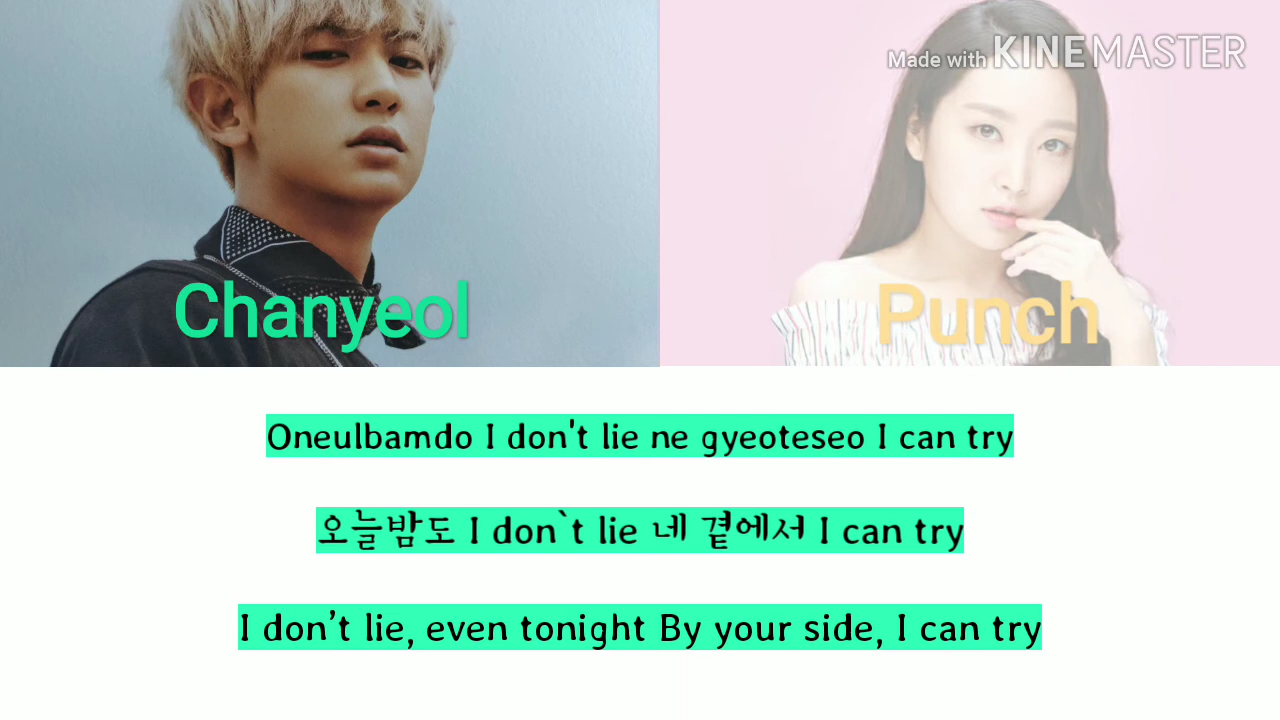 Made with KINEMASTER
Chanyeol
Punch
Oneulbamdo I don't lie ne gyeoteseo I can try
오늘밤도 I don`t lie 네 곁에서 I can try
I don’t lie, even tonight By your side, I can try